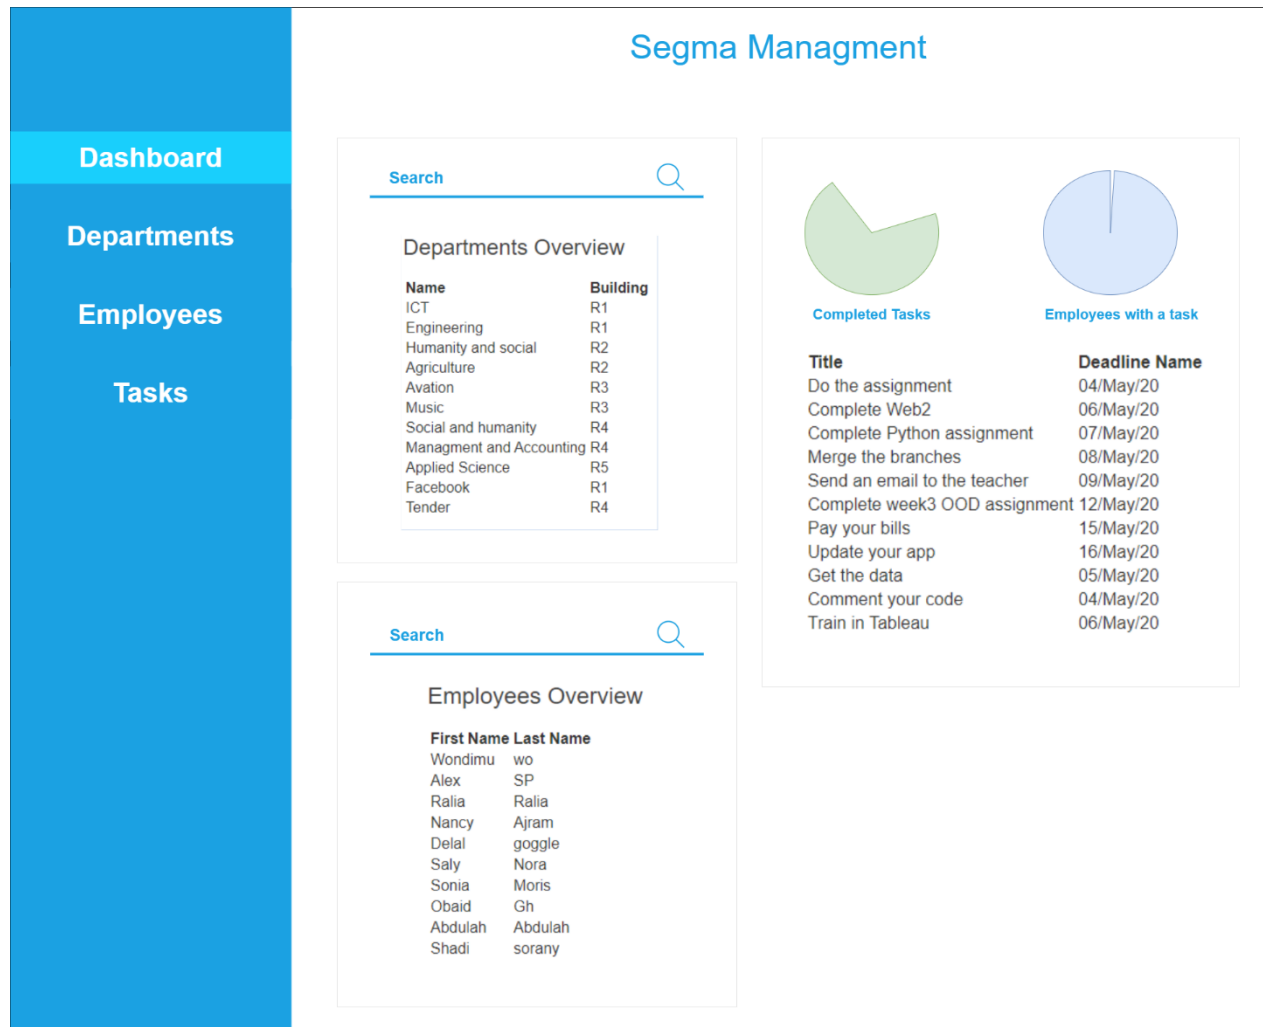 Segma Managment
Dashboard
Departments
Employees
Tasks
Search
Departments Overview
Name Building
ICT R1
Engineering R1
Humanity and social R2
Agriculture R2
Avation R3
Music R3
Social and humanity R4
Managment and Accounting R4
Applied Science R5
Facebook R1
Tender R4
Search
Employees Overview
First Name Last Name
Wondimu wo
Alex SP
Ralia Ralia
Nancy Ajram
Delal goggle
Saly Nora
Sonia Moris
Obaid Gh
Abdulah Abdulah
Shadi sorany
Completed Tasks
Employees with a task
Title Deadline Name
Do the assignment 04/May/20
Complete Web2 06/May/20
Complete Python assignment 07/May/20
Merge the branches 08/May/20
Send an email to the teacher 09/May/20
Complete week3 OOD assignment 12/May/20
Pay your bills 15/May/20
Update your app 16/May/20
Get the data 05/May/20
Comment your code 04/May/20
Train in Tableau 06/May/20